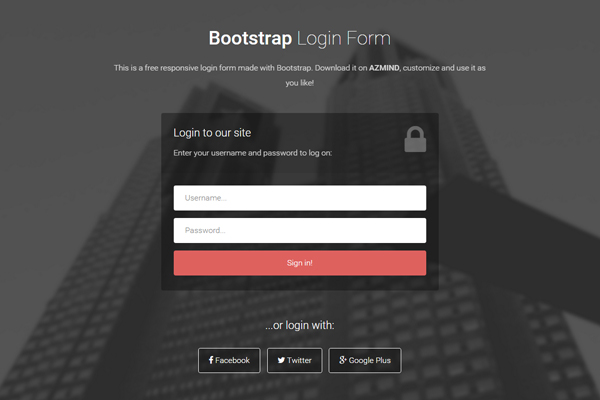 Bootstrap Login Form
This is a free responsive login form made with Bootstrap. Download it on AZMIND, customize and use it as
you like!
Login to our site
Enter your username and password to log on:
Username...
Password...
Sign in!
...or login with:
Facebook Twitter Google Plus